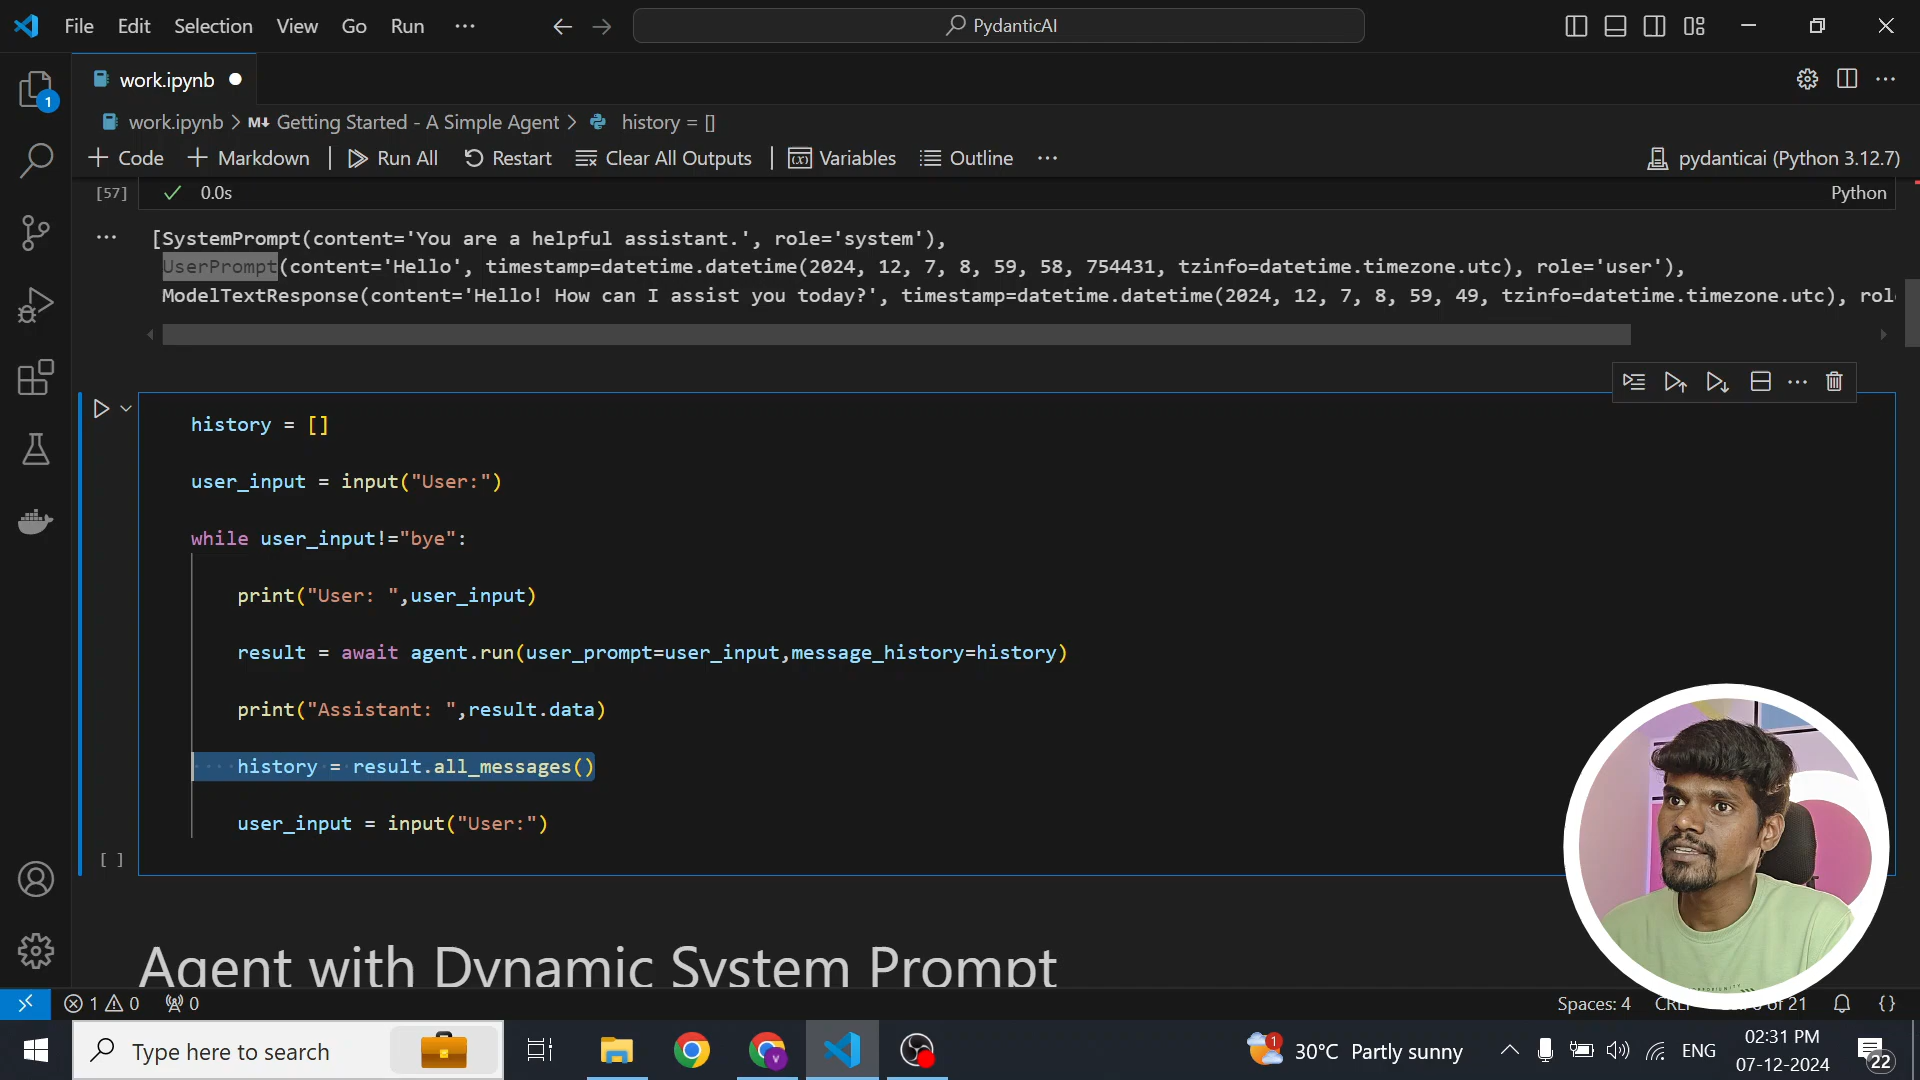 File Edit Selection View Go Run ···
PydanticAI
work.ipynb
work.ipynb > M↓ Getting Started - A Simple Agent > history = []
+ Code + Markdown | Run All Restart Clear All Outputs | Variables Outline ···
pydanticai (Python 3.12.7)
[57] ✓ 0.0s
Python
[SystemPrompt(content='You are a helpful assistant.', role='system'),
UserPrompt(content='Hello', timestamp=datetime.datetime(2024, 12, 7, 8, 59, 58, 754431, tzinfo=datetime.timezone.utc), role='user'),
ModelTextResponse(content='Hello! How can I assist you today?', timestamp=datetime.datetime(2024, 12, 7, 8, 59, 49, tzinfo=datetime.timezone.utc), rol
history = []
user_input = input("User:")
while user_input!="bye":
print("User: ",user_input)
result = await agent.run(user_prompt=user_input,message_history=history)
print("Assistant: ",result.data)
history = result.all_messages()
user_input = input("User:")
[ ]
Agent with Dynamic System Prompt
1 0 0
Spaces: 4 CRLF of 21 {}
Type here to search
1
30°C Partly sunny
ENG
02:31 PM
07-12-2024
22